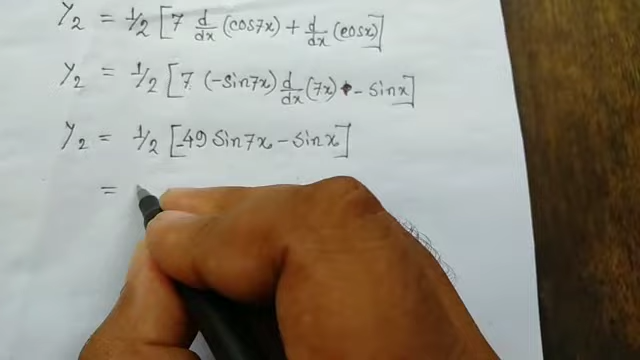 y₂ = 1/2 [7 d/dx (cos7x) + d/dx (cosx)]
y₂ = 1/2 [7 (-sin7x) d/dx (7x) - sinx]
y₂ = 1/2 [-49 sin7x - sinx]
=